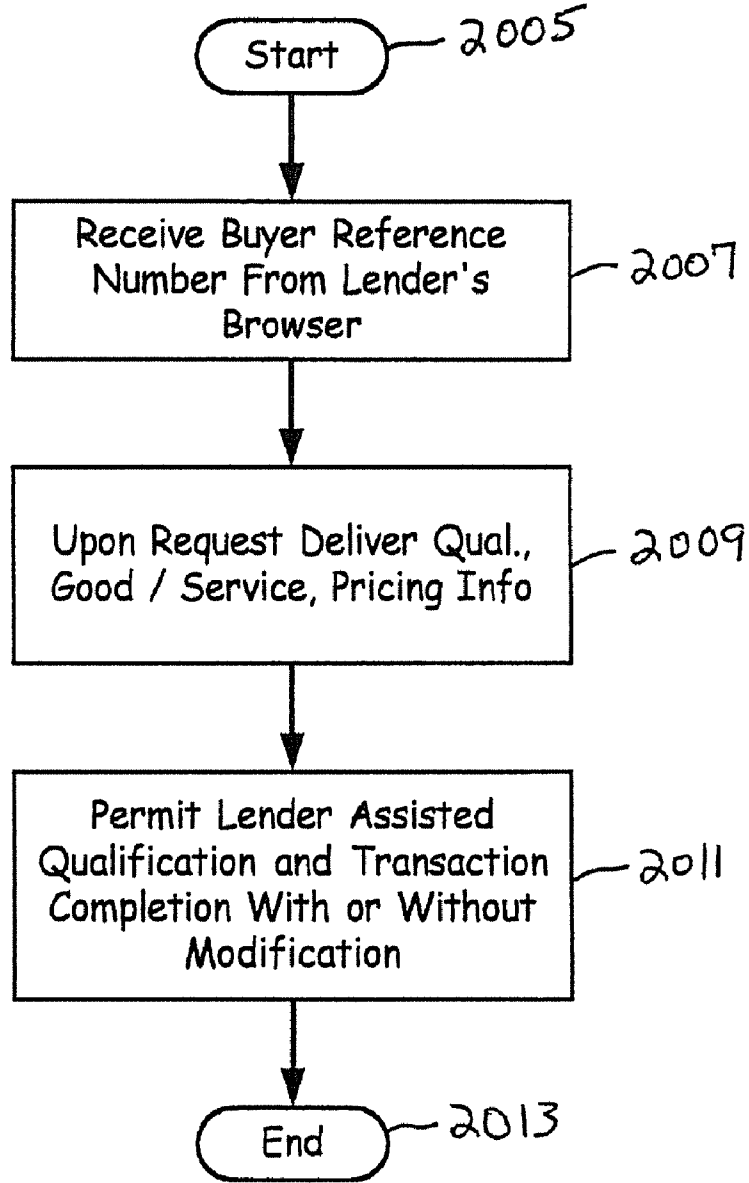 Start
2005
Receive Buyer Reference
Number From Lender's
Browser
2007
Upon Request Deliver Qual.,
Good / Service, Pricing Info
2009
Permit Lender Assisted
Qualification and Transaction
Completion With or Without
Modification
2011
End
2013